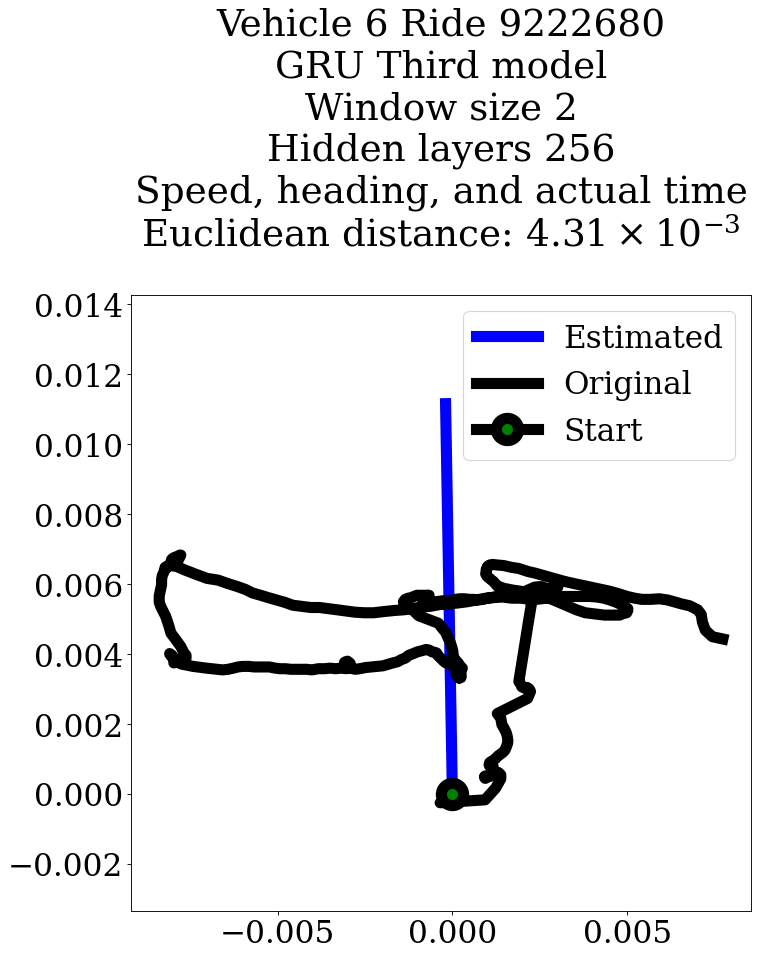 Vehicle 6 Ride 9222680
GRU Third model
Window size 2
Hidden layers 256
Speed, heading, and actual time
Euclidean distance: 4.31 × 10⁻³
0.014
0.012
0.010
0.008
0.006
0.004
0.002
0.000
−0.002
Estimated
Original
Start
−0.005
0.000
0.005